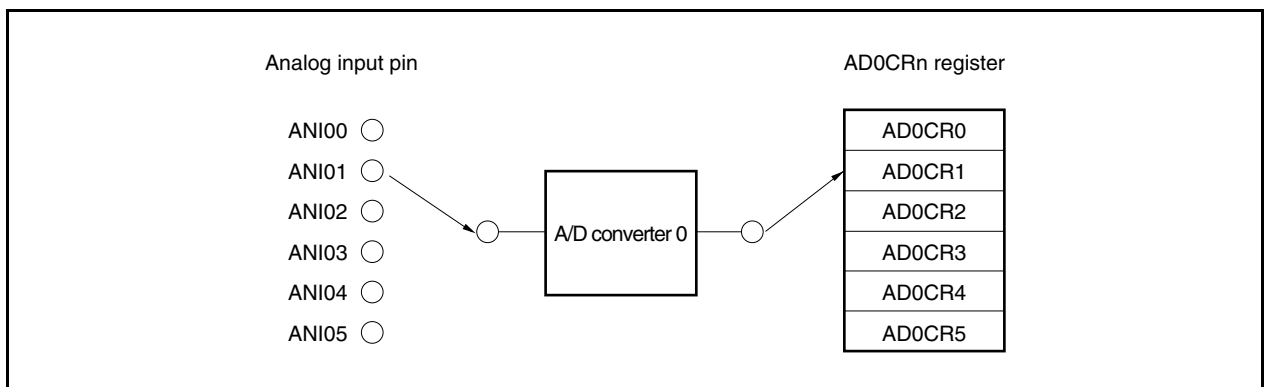 Analog input pin
AD0CRn register
ANI00
ANI01
ANI02
ANI03
ANI04
ANI05
A/D converter 0
AD0CR0
AD0CR1
AD0CR2
AD0CR3
AD0CR4
AD0CR5